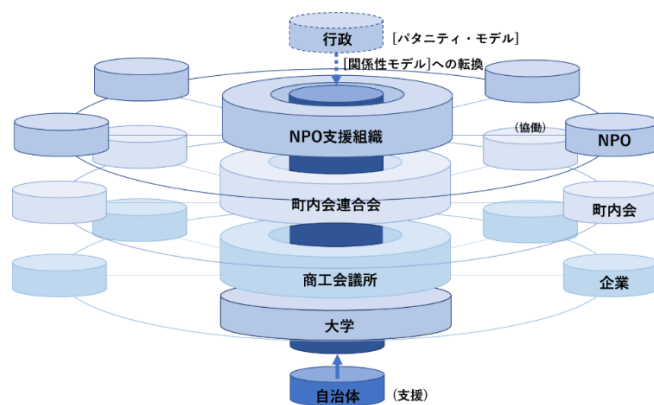 行政
[パタニティ・モデル]
[関係性モデル]への転換
NPO支援組織
(協働)
NPO
町内会連合会
町内会
商工会議所
企業
大学
自治体
(支援)